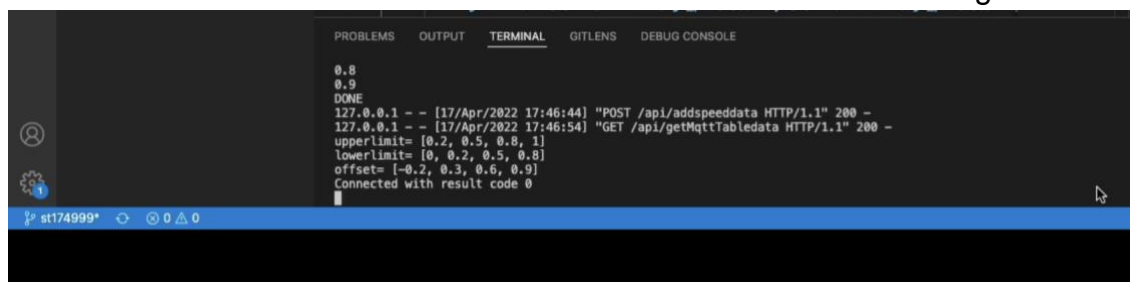 PROBLEMS OUTPUT TERMINAL GITLENS DEBUG CONSOLE
0.8
0.9
DONE
127.0.0.1 - - [17/Apr/2022 17:46:44] "POST /api/addspeeddata HTTP/1.1" 200 -
127.0.0.1 - - [17/Apr/2022 17:46:54] "GET /api/getMqttTabledata HTTP/1.1" 200 -
upperlimit= [0.2, 0.5, 0.8, 1]
lowerlimit= [0, 0.2, 0.5, 0.8]
offset= [-0.2, 0.3, 0.6, 0.9]
Connected with result code 0
1
st174999* 0 0